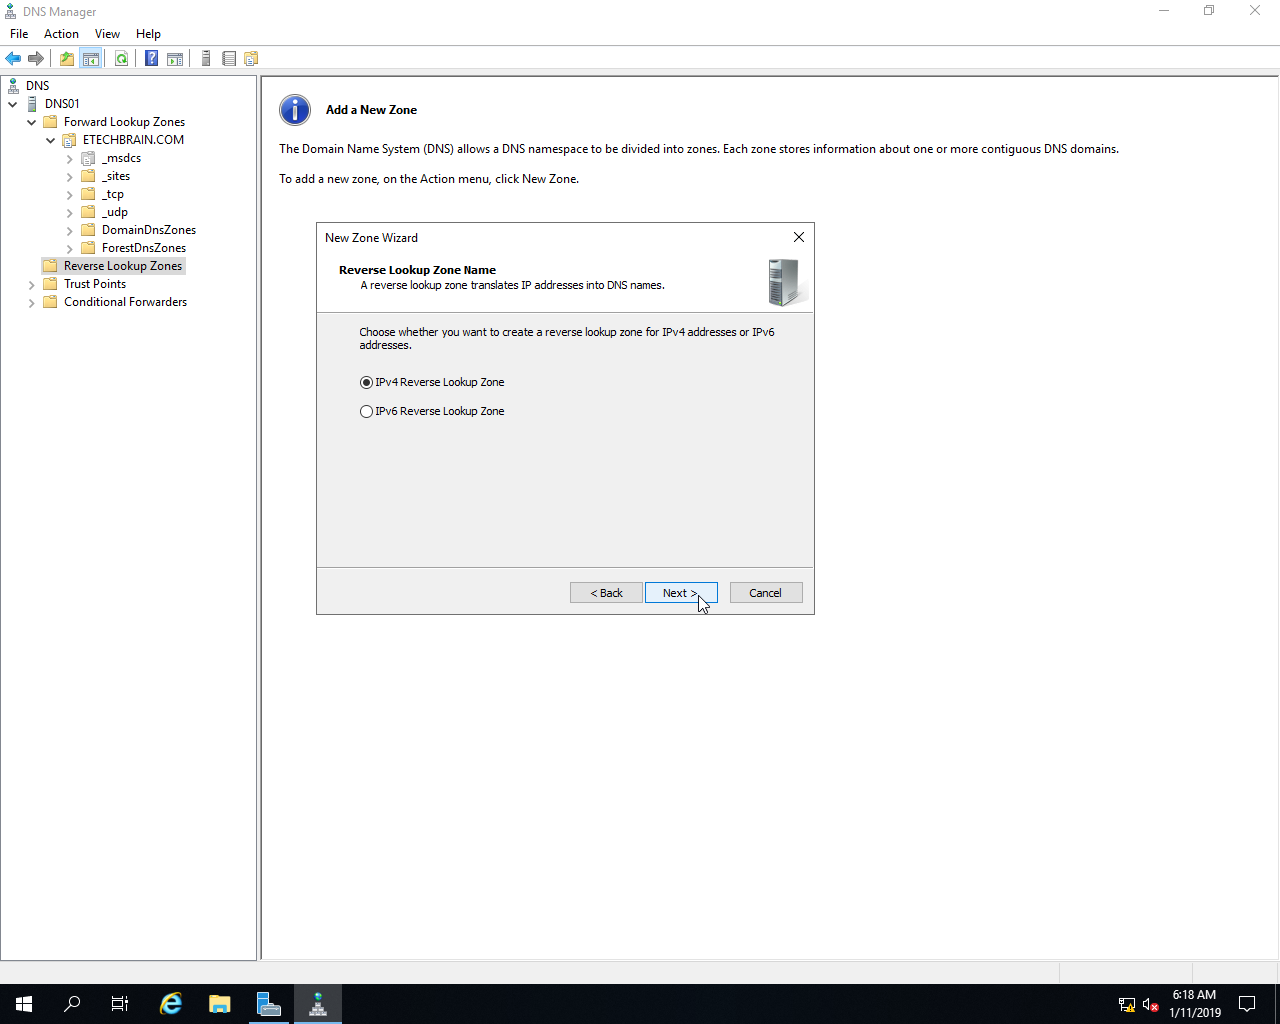 DNS Manager
File Action View Help
DNS
DNS01
Forward Lookup Zones
ETECHBRAIN.COM
_msdcs
_sites
_tcp
_udp
DomainDnsZones
ForestDnsZones
Reverse Lookup Zones
Trust Points
Conditional Forwarders
Add a New Zone
The Domain Name System (DNS) allows a DNS namespace to be divided into zones. Each zone stores information about one or more contiguous DNS domains.
To add a new zone, on the Action menu, click New Zone.
New Zone Wizard
Reverse Lookup Zone Name
A reverse lookup zone translates IP addresses into DNS names.
Choose whether you want to create a reverse lookup zone for IPv4 addresses or IPv6
addresses.
IPv4 Reverse Lookup Zone
IPv6 Reverse Lookup Zone
< Back Next > Cancel
6:18 AM
1/11/2019